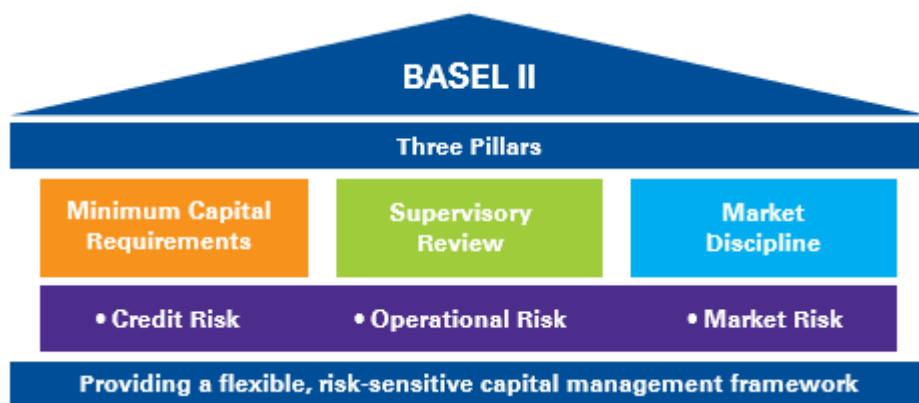 BASEL II
Three Pillars
Minimum Capital
Requirements
Supervisory
Review
Market
Discipline
• Credit Risk
• Operational Risk
• Market Risk
Providing a flexible, risk-sensitive capital management framework